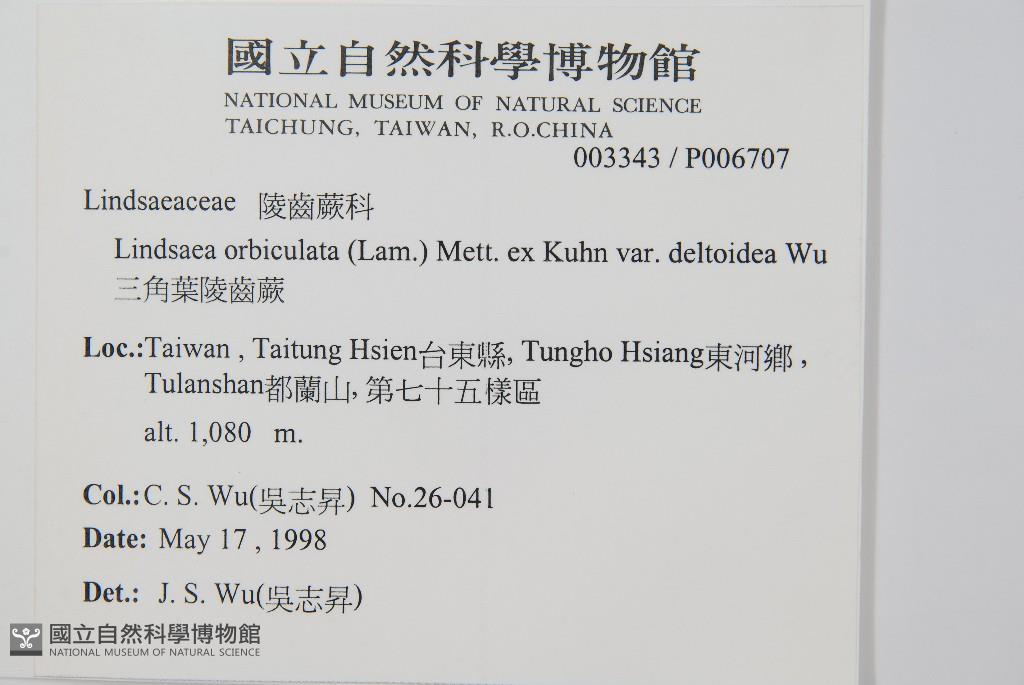 國立自然科學博物館
NATIONAL MUSEUM OF NATURAL SCIENCE
TAICHUNG, TAIWAN, R.O.CHINA
003343 / P006707
Lindsaeaceae 陵齒蕨科
Lindsaea orbiculata (Lam.) Mett. ex Kuhn var. deltoidea Wu
三角葉陵齒蕨
Loc.:Taiwan , Taitung Hsien台東縣, Tungho Hsiang東河鄉 ,
Tulanshan都蘭山, 第七十五樣區
alt. 1,080 m.
Col.:C. S. Wu(吳志昇) No.26-041
Date: May 17 , 1998
Det.: J. S. Wu(吳志昇)
國立自然科學博物館
NATIONAL MUSEUM OF NATURAL SCIENCE